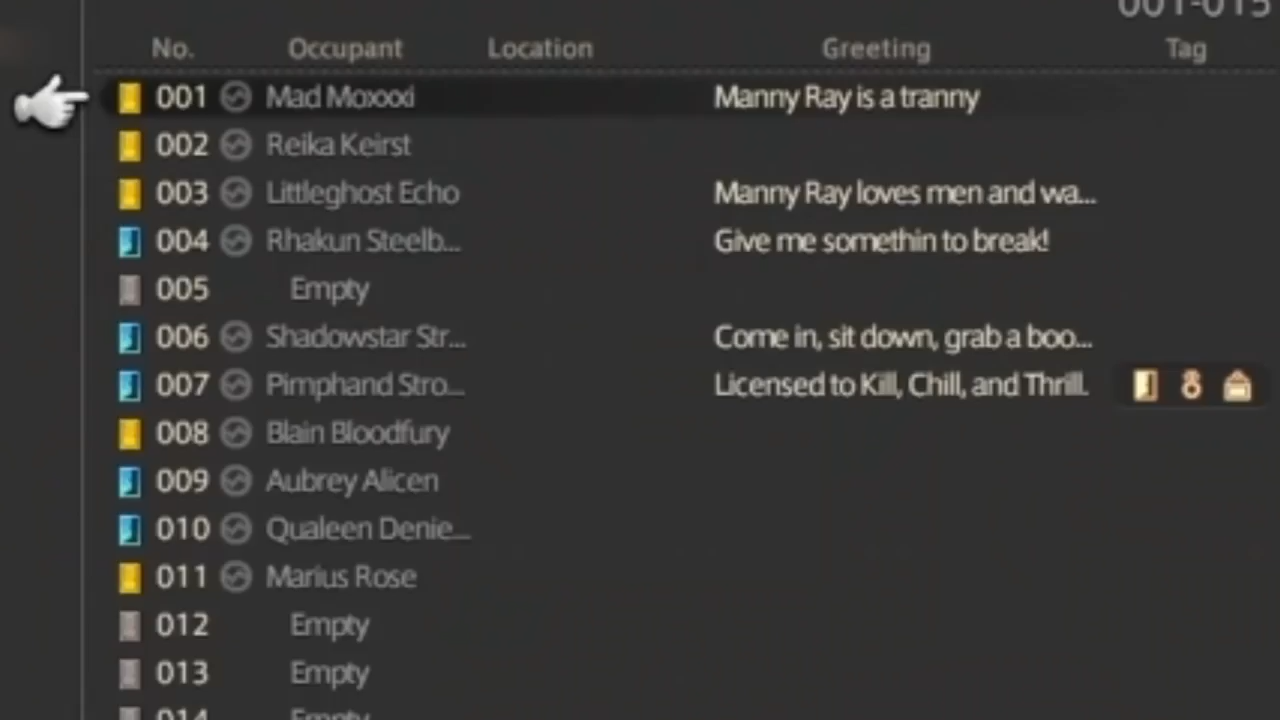 001-015
No. Occupant Location Greeting Tag
001 Mad Moxxxi Manny Ray is a tranny
002 Reika Keirst
003 Littleghost Echo Manny Ray loves men and wa...
004 Rhakun Steelb... Give me somethin to break!
005 Empty
006 Shadowstar Str... Come in, sit down, grab a boo...
007 Pimphand Stro... Licensed to Kill, Chill, and Thrill.
008 Blain Bloodfury
009 Aubrey Alicen
010 Qualeen Denie...
011 Marius Rose
012 Empty
013 Empty
014 Empty